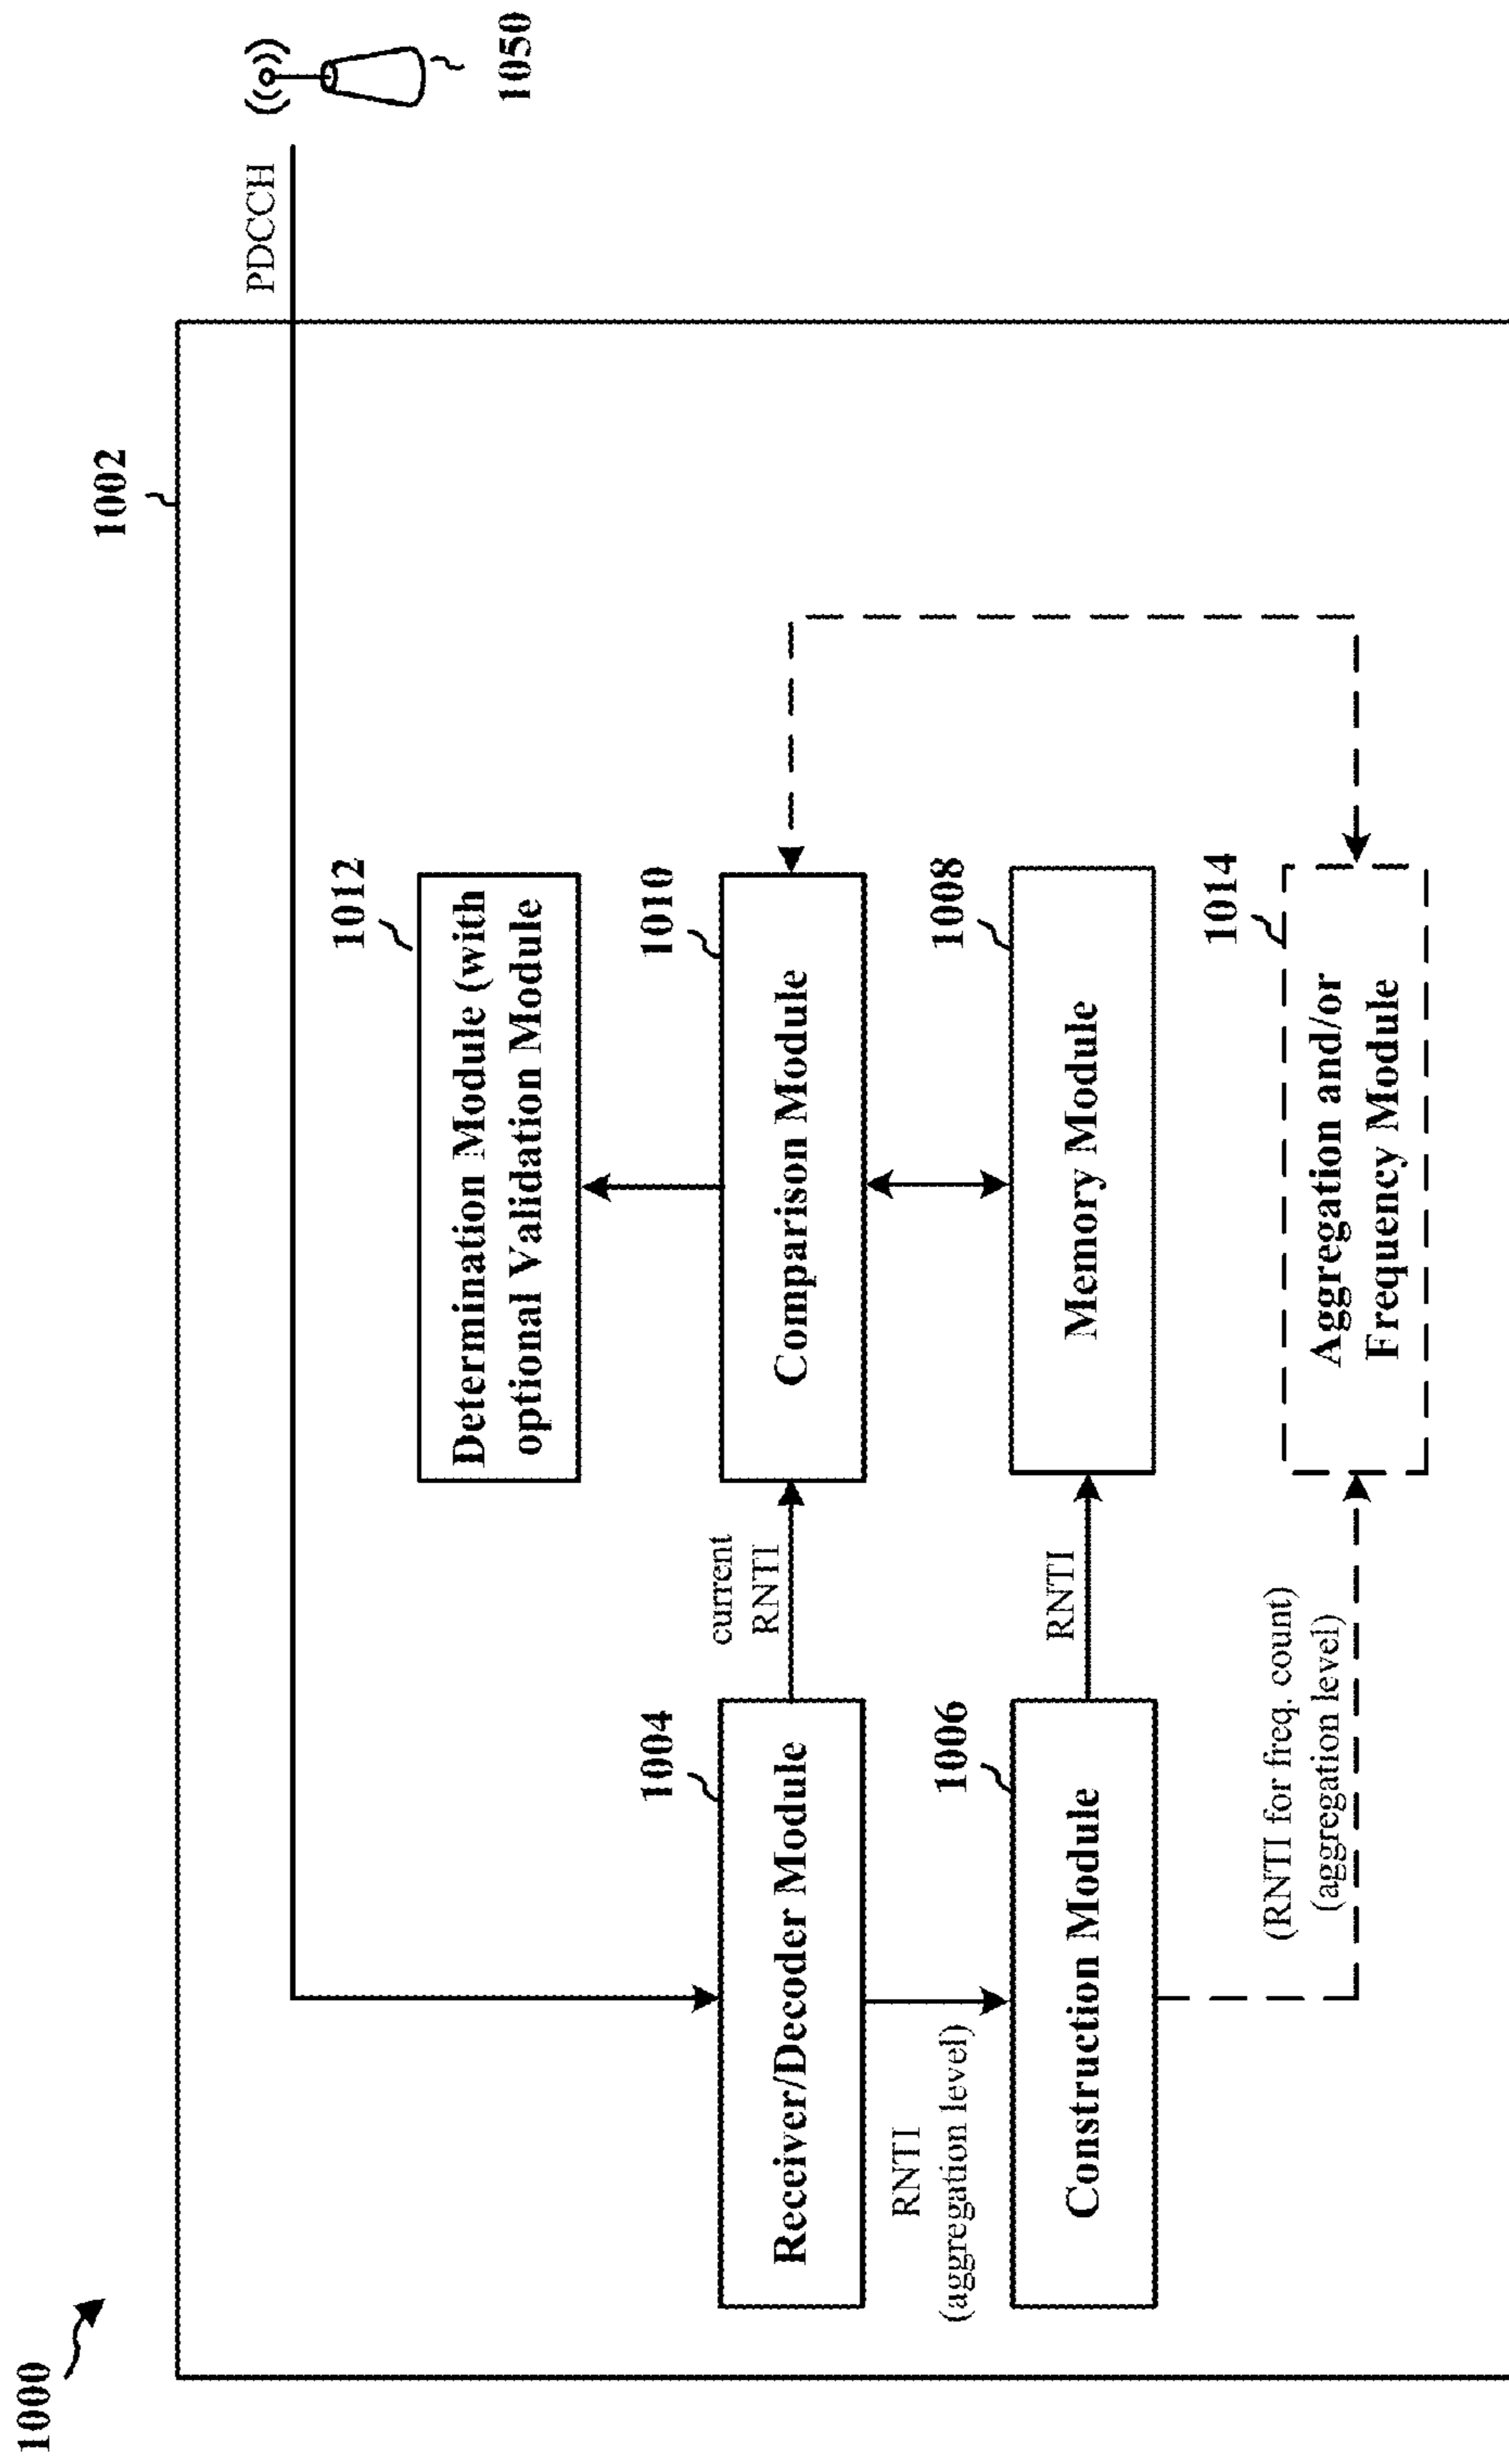 1000
1002
PDCCH
1050
1012
Determination Module (with
optional Validation Module
1004
Receiver/Decoder Module
current
RNTI
1010
Comparison Module
RNTI
(aggregation level)
1006
Construction Module
RNTI
1008
Memory Module
(RNTI for freq. count)
(aggregation level)
1014
Aggregation and/or
Frequency Module